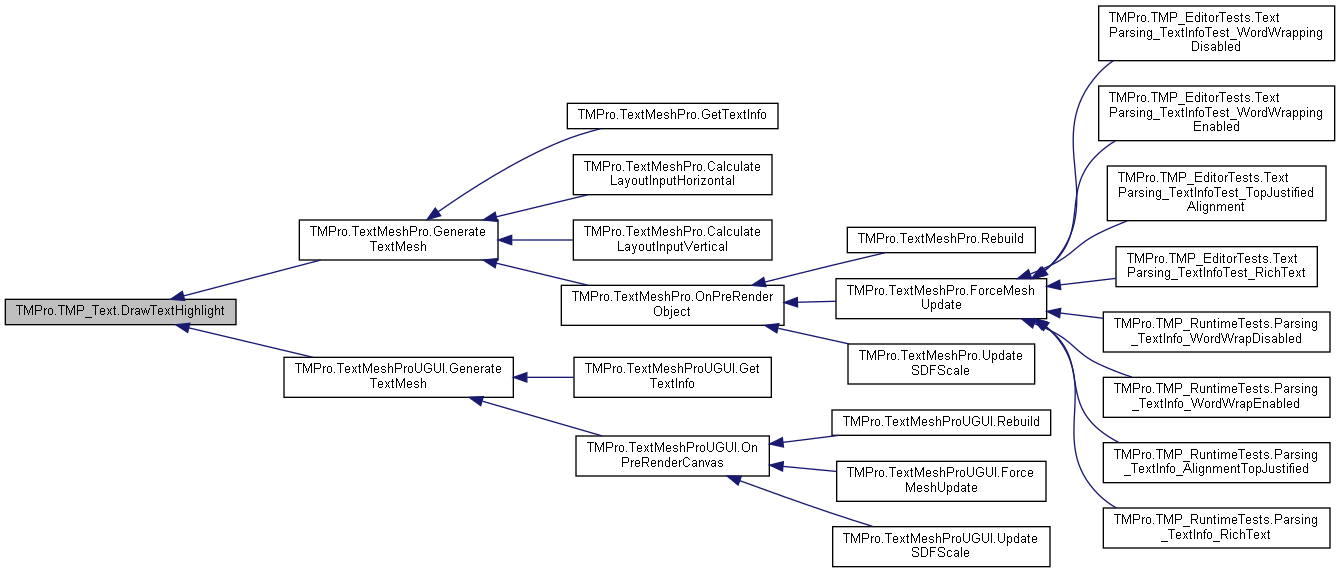 TMPro.TMP_Text.DrawTextHighlight
TMPro.TextMeshPro.Generate
TextMesh
TMPro.TextMeshProUGUI.Generate
TextMesh
TMPro.TextMeshPro.GetTextInfo
TMPro.TextMeshPro.Calculate
LayoutInputHorizontal
TMPro.TextMeshPro.Calculate
LayoutInputVertical
TMPro.TextMeshPro.OnPreRender
Object
TMPro.TextMeshProUGUI.Get
TextInfo
TMPro.TextMeshProUGUI.On
PreRenderCanvas
TMPro.TextMeshPro.Rebuild
TMPro.TextMeshPro.ForceMesh
Update
TMPro.TextMeshPro.Update
SDFScale
TMPro.TextMeshProUGUI.Rebuild
TMPro.TextMeshProUGUI.Force
MeshUpdate
TMPro.TextMeshProUGUI.Update
SDFScale
TMPro.TMP_EditorTests.Text
Parsing_TextInfoTest_WordWrapping
Disabled
TMPro.TMP_EditorTests.Text
Parsing_TextInfoTest_WordWrapping
Enabled
TMPro.TMP_EditorTests.Text
Parsing_TextInfoTest_TopJustified
Alignment
TMPro.TMP_EditorTests.Text
Parsing_TextInfoTest_RichText
TMPro.TMP_RuntimeTests.Parsing
_TextInfo_WordWrapDisabled
TMPro.TMP_RuntimeTests.Parsing
_TextInfo_WordWrapEnabled
TMPro.TMP_RuntimeTests.Parsing
_TextInfo_AlignmentTopJustified
TMPro.TMP_RuntimeTests.Parsing
_TextInfo_RichText